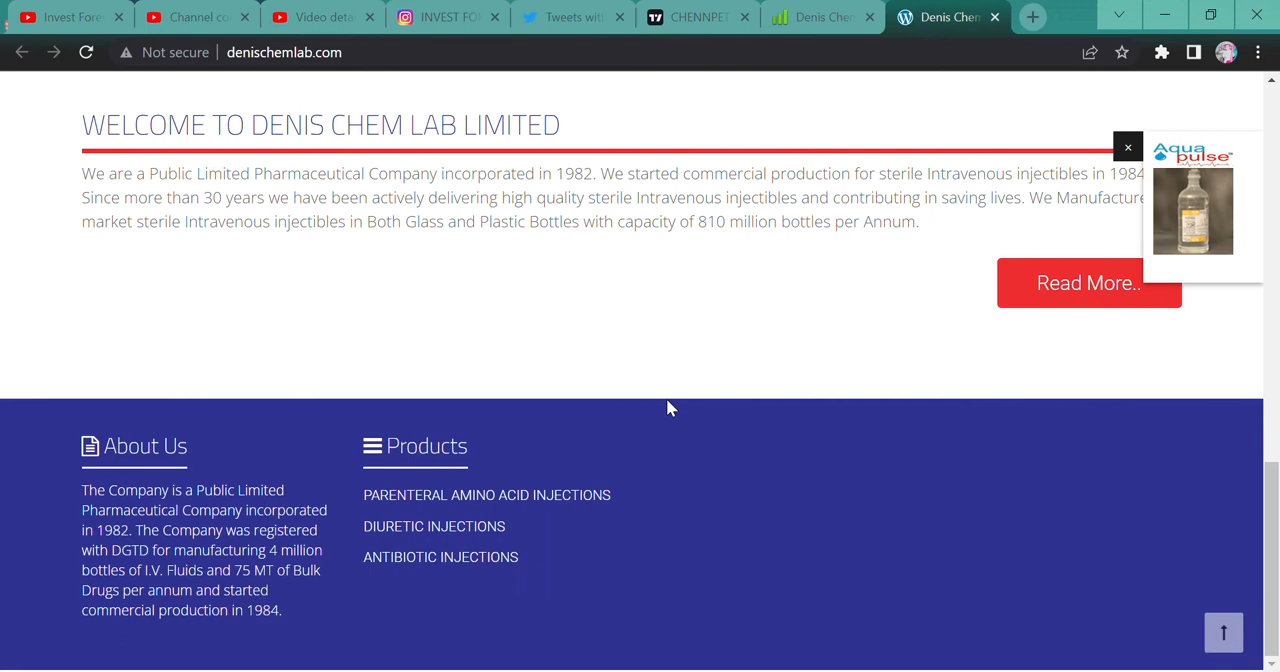 Invest Fore
Channel co
Video deta
INVEST FO
Tweets with
CHENNPET
Denis Chem
Denis Chem
Not secure
denischemlab.com
WELCOME TO DENIS CHEM LAB LIMITED
We are a Public Limited Pharmaceutical Company incorporated in 1982. We started commercial production for sterile Intravenous injectibles in 1984
Since more than 30 years we have been actively delivering high quality sterile Intravenous injectibles and contributing in saving lives. We Manufacture
market sterile Intravenous injectibles in Both Glass and Plastic Bottles with capacity of 810 million bottles per Annum.
Aqua
pulse™
Read More..
About Us
The Company is a Public Limited
Pharmaceutical Company incorporated
in 1982. The Company was registered
with DGTD for manufacturing 4 million
bottles of I.V. Fluids and 75 MT of Bulk
Drugs per annum and started
commercial production in 1984.
Products
PARENTERAL AMINO ACID INJECTIONS
DIURETIC INJECTIONS
ANTIBIOTIC INJECTIONS